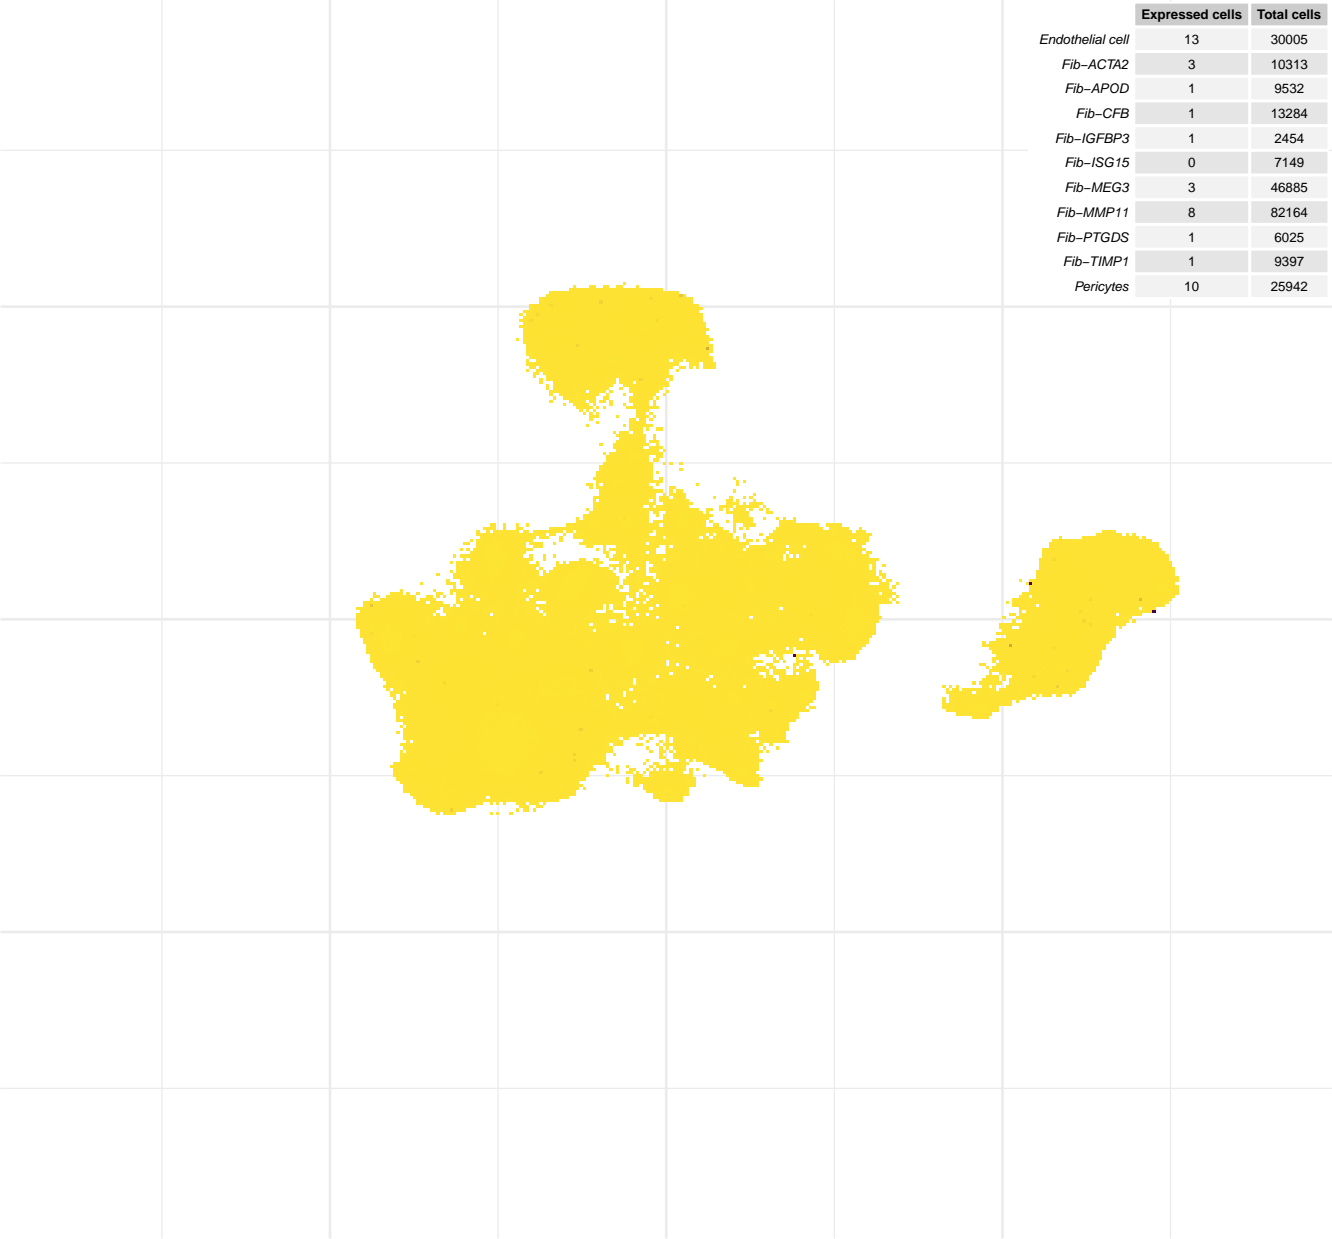 Expressed cells Total cells
Endothelial cell 13 30005
Fib−ACTA2 3 10313
Fib−APOD 1 9532
Fib−CFB 1 13284
Fib−IGFBP3 1 2454
Fib−ISG15 0 7149
Fib−MEG3 3 46885
Fib−MMP11 8 82164
Fib−PTGDS 1 6025
Fib−TIMP1 1 9397
Pericytes 10 25942